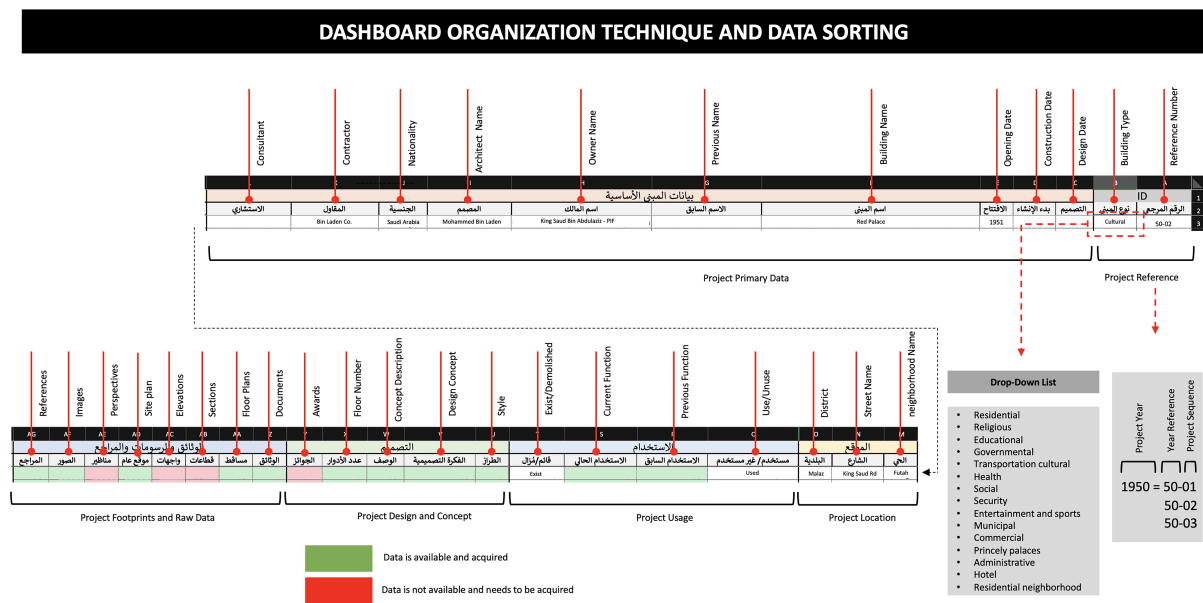 DASHBOARD ORGANIZATION TECHNIQUE AND DATA SORTING
Consultant
Contractor
Nationality
Architect Name
Owner Name
Previous Name
Building Name
Opening Date
Construction Date
Design Date
Building Type
Reference Number
بيانات المبنى الأساسية
ID
1
الاستشاري المقاول الجنسية المصمم اسم المالك الاسم السابق اسم المبنى الافتتاح بدء الإنشاء التصميم نوع المبنى الرقم المرجعي
2
Bin Laden Co. Saudi Arabia Mohammed Bin Laden King Saud Bin Abdulaziz - PIF Red Palace 1951 Cultural 50-02
3
Project Primary Data
Project Reference
References
Images
Perspectives
Site plan
Elevations
Sections
Floor Plans
Documents
Awards
Floor Number
Concept Description
Design Concept
Style
Exist/Demolished
Current Function
Previous Function
Use/Unuse
District
Street Name
neighborhood Name
الوثائق والرسومات والمراجع التصميم الاستخدام الموقع
المراجع الصور مناظير موقع عام واجهات قطاعات مساقط الوثائق الجوائز عدد الأدوار الوصف الفكرة التصميمية الطراز قائم/مُزال الاستخدام الحالي الاستخدام السابق مستخدم/ غير مستخدم البلدية الشارع الحي
Exist Used Malaz King Saud Rd Futah
Project Footprints and Raw Data
Project Design and Concept
Project Usage
Project Location
Data is available and acquired
Data is not available and needs to be acquired
Drop-Down List
• Residential
• Religious
• Educational
• Governmental
• Transportation cultural
• Health
• Social
• Security
• Entertainment and sports
• Municipal
• Commercial
• Princely palaces
• Administrative
• Hotel
• Residential neighborhood
Project Year
Year Reference
Project Sequence
1950 = 50-01
50-02
50-03